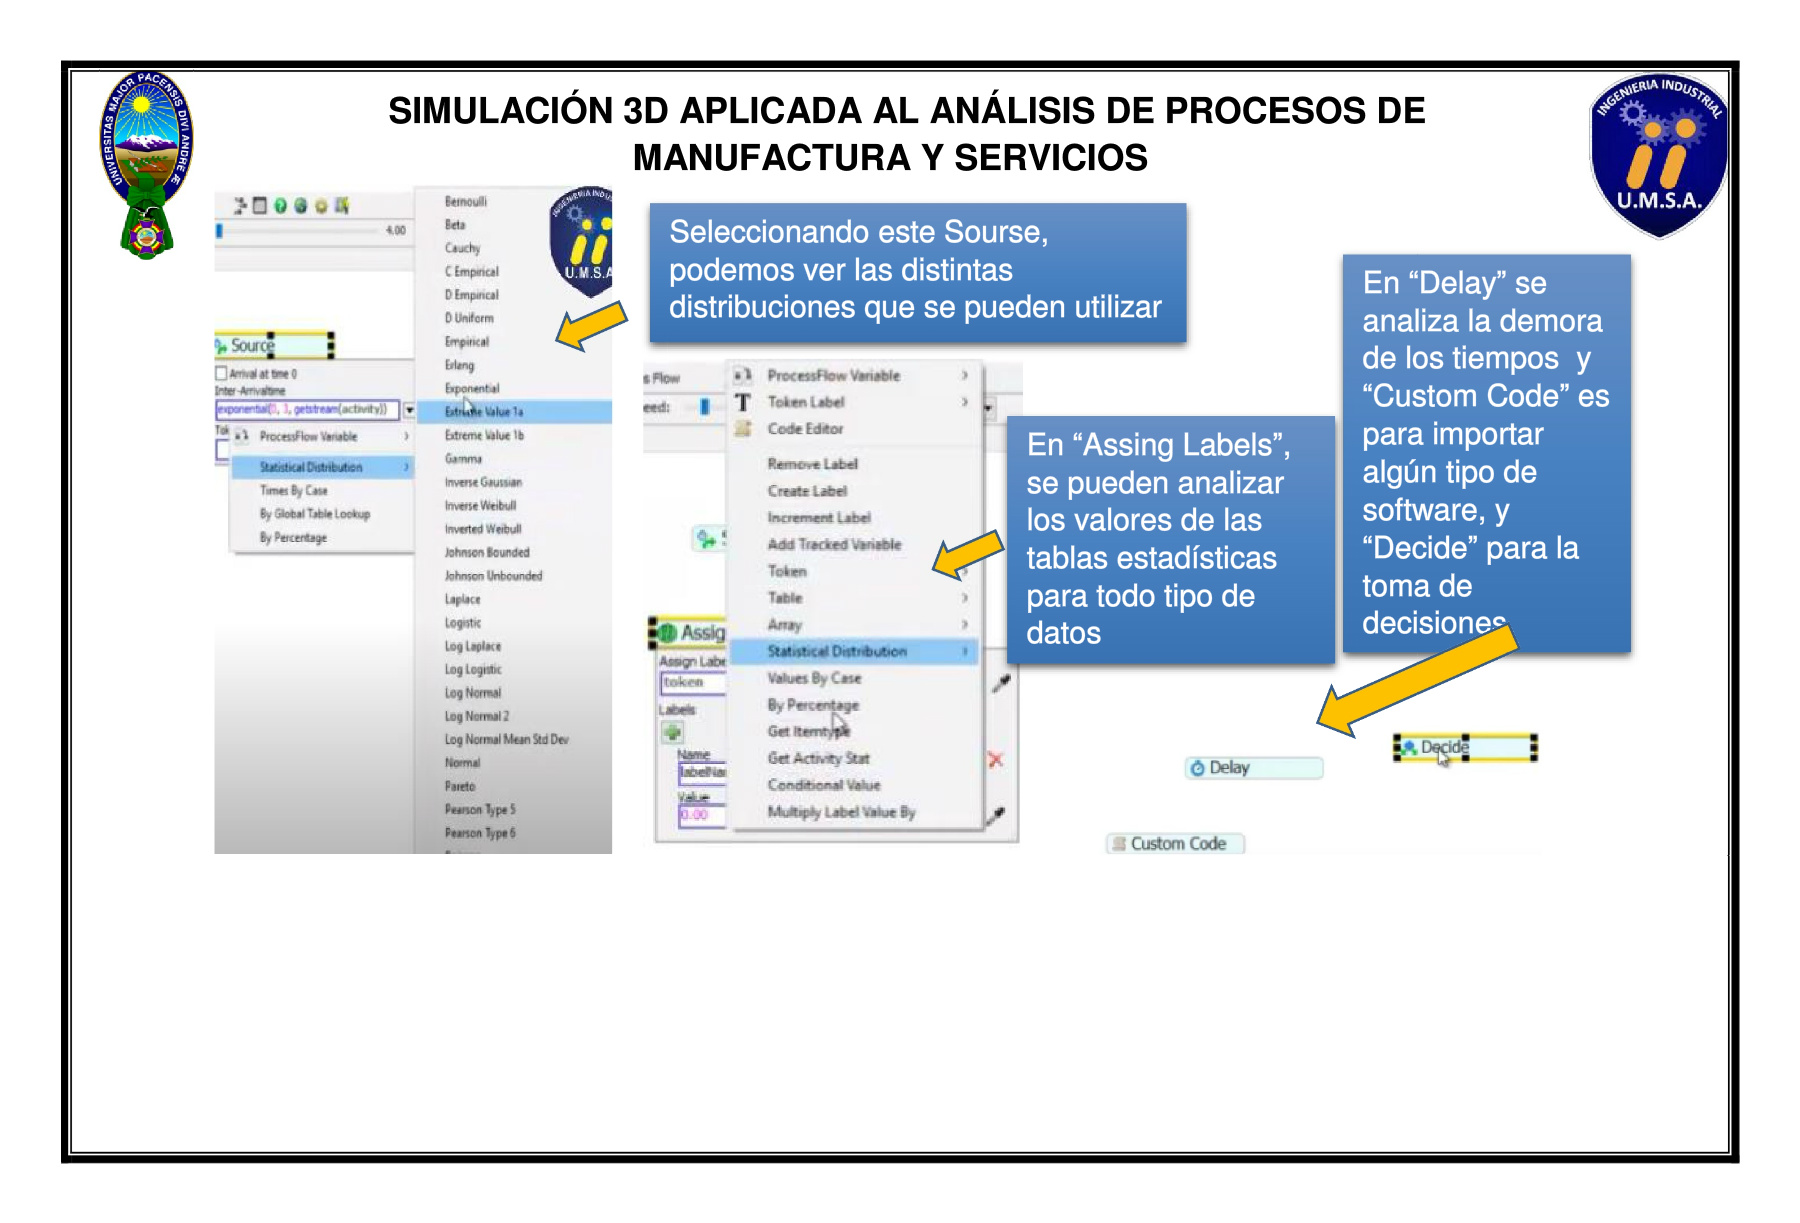 SIMULACIÓN 3D APLICADA AL ANÁLISIS DE PROCESOS DE
MANUFACTURA Y SERVICIOS
UNIVERSITAS MAJOR PACENSIS DIVI ANDRE Æ
INGENIERIA INDUSTRIAL
U.M.S.A.
4.00
Source
Arrival at time 0
Inter-Arrivaltime
exponential(0, 3, getstream(activity))
ProcessFlow Variable
Statistical Distribution
Times By Case
By Global Table Lookup
By Percentage
Bernoulli
Beta
Cauchy
C Empirical
D Empirical
D Uniform
Empirical
Erlang
Exponential
Extreme Value 1a
Extreme Value 1b
Gamma
Inverse Gaussian
Inverse Weibull
Inverted Weibull
Johnson Bounded
Johnson Unbounded
Laplace
Logistic
Log Laplace
Log Logistic
Log Normal
Log Normal 2
Log Normal Mean Std Dev
Normal
Pareto
Pearson Type 5
Pearson Type 6
INGENIERIA INDU
U.M.S.A
Seleccionando este Sourse,
podemos ver las distintas
distribuciones que se pueden utilizar
s Flow
eed:
ProcessFlow Variable
Token Label
Code Editor
Remove Label
Create Label
Increment Label
Add Tracked Variable
Token
Table
Array
Statistical Distribution
Values By Case
By Percentage
Get Itemtype
Get Activity Stat
Conditional Value
Multiply Label Value By
Assig
Assign Labe
token
Labels
Name
labelNa
Value
0.00
En “Assing Labels”,
se pueden analizar
los valores de las
tablas estadísticas
para todo tipo de
datos
En “Delay” se
analiza la demora
de los tiempos y
“Custom Code” es
para importar
algún tipo de
software, y
“Decide” para la
toma de
decisiones
Decide
Delay
Custom Code